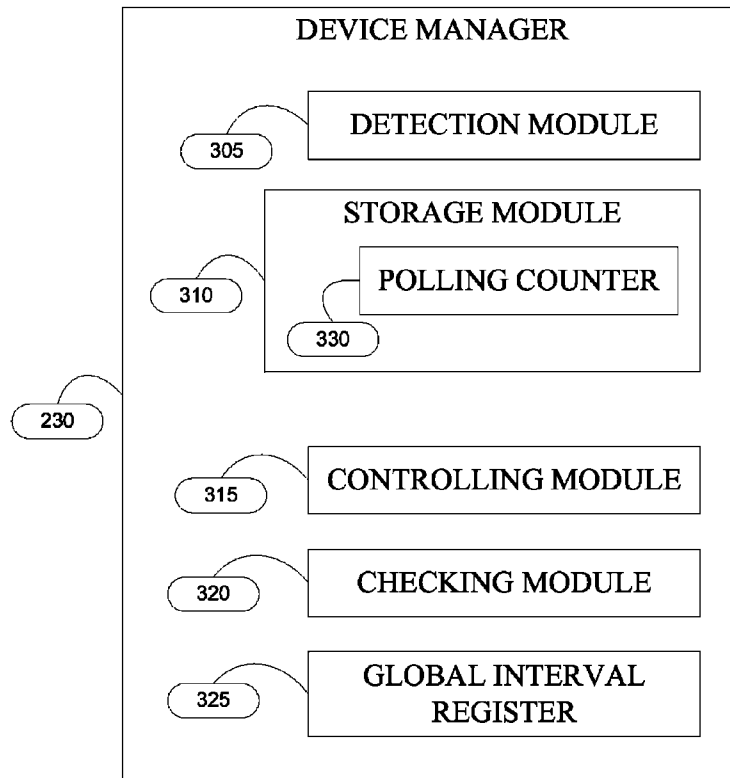 DEVICE MANAGER
DETECTION MODULE
305
STORAGE MODULE
POLLING COUNTER
310
330
230
CONTROLLING MODULE
315
CHECKING MODULE
320
GLOBAL INTERVAL
REGISTER
325